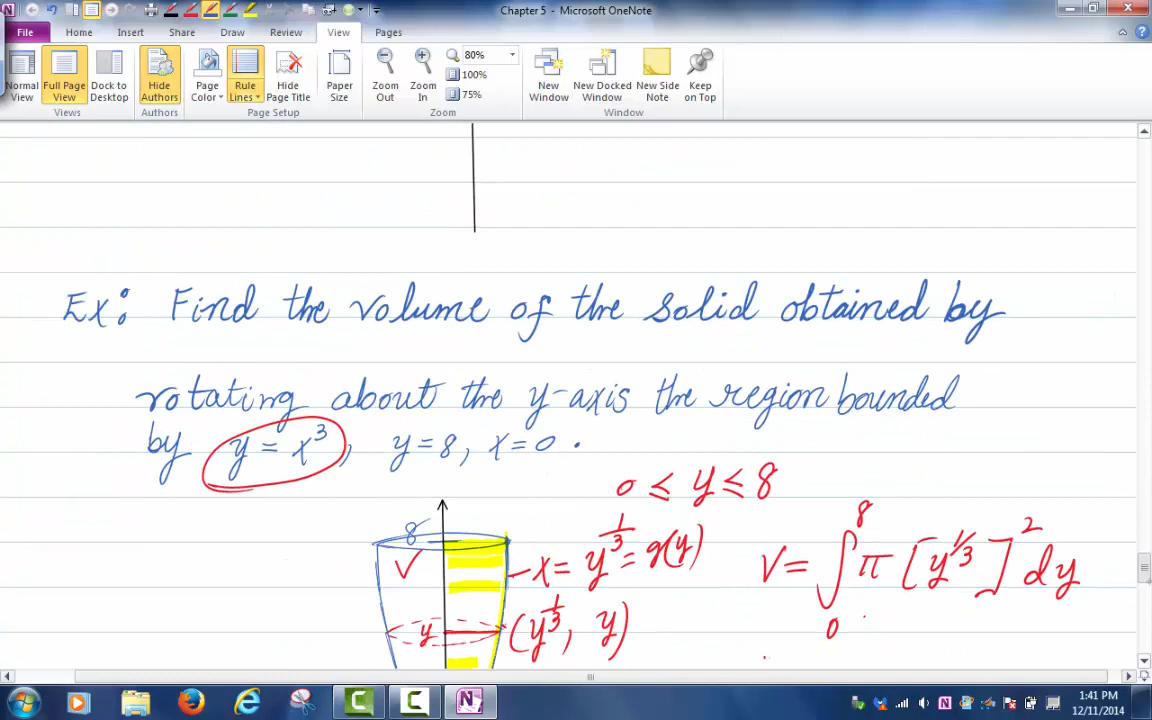 Chapter 5 - Microsoft OneNote
File Home Insert Share Draw Review View Pages
Normal View Full Page View Dock to Desktop Hide Authors Page Color Rule Lines Hide Page Title Paper Size Zoom Out Zoom In 80% 100% 75% New Window New Docked Window New Side Note Keep on Top
Views Authors Page Setup Zoom Window
Ex: Find the volume of the solid obtained by
rotating about the y-axis the region bounded
by y = x³, y=8, x=0.
0 ≤ y ≤ 8
8
x = y^{1/3} = g(y)
V = ∫₀⁸ π [y^{1/3}]² dy
V
y
(y^{1/3}, y)
1:41 PM
12/11/2014